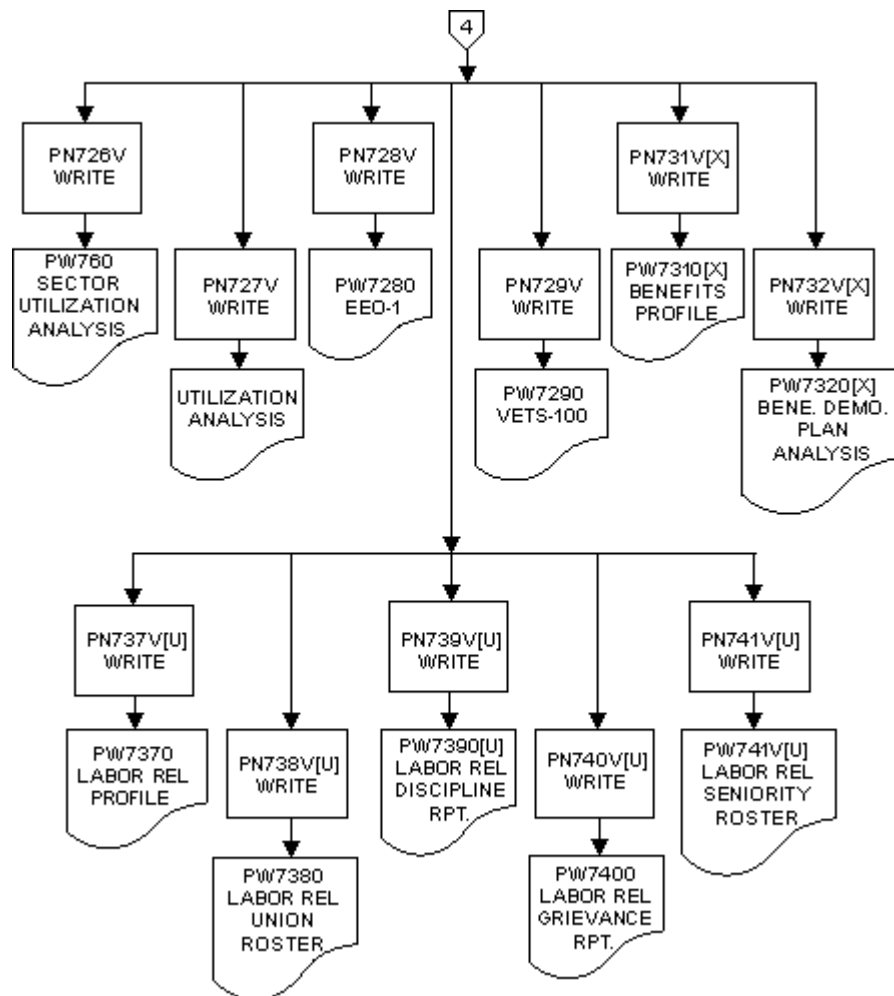 4
PN726V
WRITE
PN728V
WRITE
PN731V[X]
WRITE
PW760
SECTOR
UTILIZATION
ANALYSIS
PN727V
WRITE
PW7280
EEO-1
PN729V
WRITE
PW7310[X]
BENEFITS
PROFILE
PN732V[X]
WRITE
UTILIZATION
ANALYSIS
PW7290
VETS-100
PW7320[X]
BENE. DEMO.
PLAN
ANALYSIS
PN737V[U]
WRITE
PN739V[U]
WRITE
PN741V[U]
WRITE
PW7370
LABOR REL
PROFILE
PN738V[U]
WRITE
PW7390[U]
LABOR REL
DISCIPLINE
RPT.
PN740V[U]
WRITE
PW741V[U]
LABOR REL
SENIORITY
ROSTER
PW7380
LABOR REL
UNION
ROSTER
PW7400
LABOR REL
GRIEVANCE
RPT.